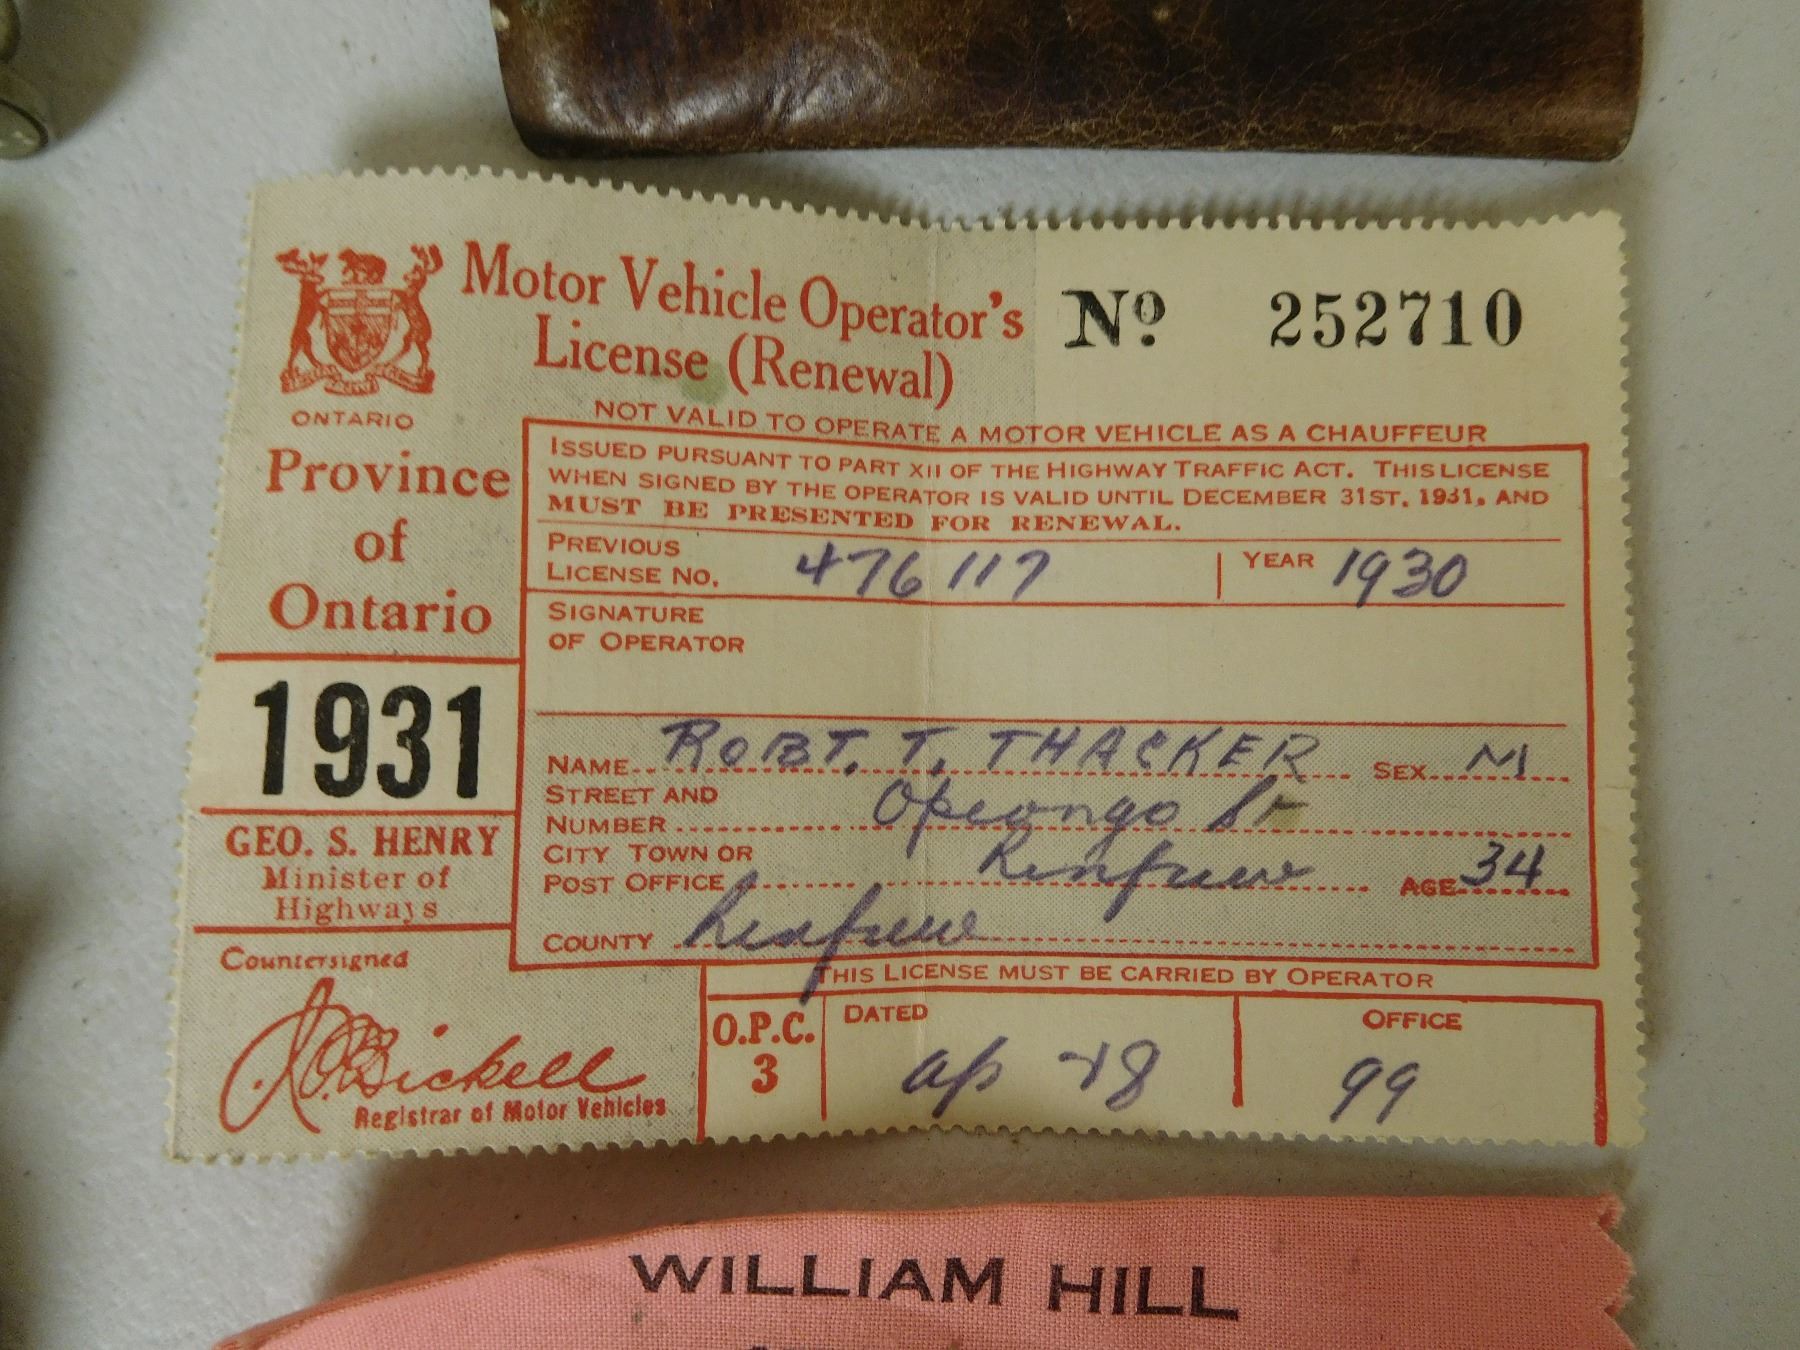 Motor Vehicle Operator's
License (Renewal)
Nº. 252710
NOT VALID TO OPERATE A MOTOR VEHICLE AS A CHAUFFEUR
ONTARIO
Province
of
Ontario
1931
GEO. S. HENRY
Minister of
Highways
Countersigned
Bickell
Registrar of Motor Vehicles
ISSUED PURSUANT TO PART XII OF THE HIGHWAY TRAFFIC ACT. THIS LICENSE
WHEN SIGNED BY THE OPERATOR IS VALID UNTIL DECEMBER 31ST, 1931, AND
MUST BE PRESENTED FOR RENEWAL.
PREVIOUS
LICENSE NO. 476117 YEAR 1930
SIGNATURE
OF OPERATOR
NAME ROBT. T. THACKER SEX M
STREET AND
NUMBER Opeongo St
CITY TOWN OR
POST OFFICE Renfrew AGE 34
COUNTY Renfrew
THIS LICENSE MUST BE CARRIED BY OPERATOR
O.P.C.
3
DATED
ap 18
OFFICE
99
WILLIAM HILL